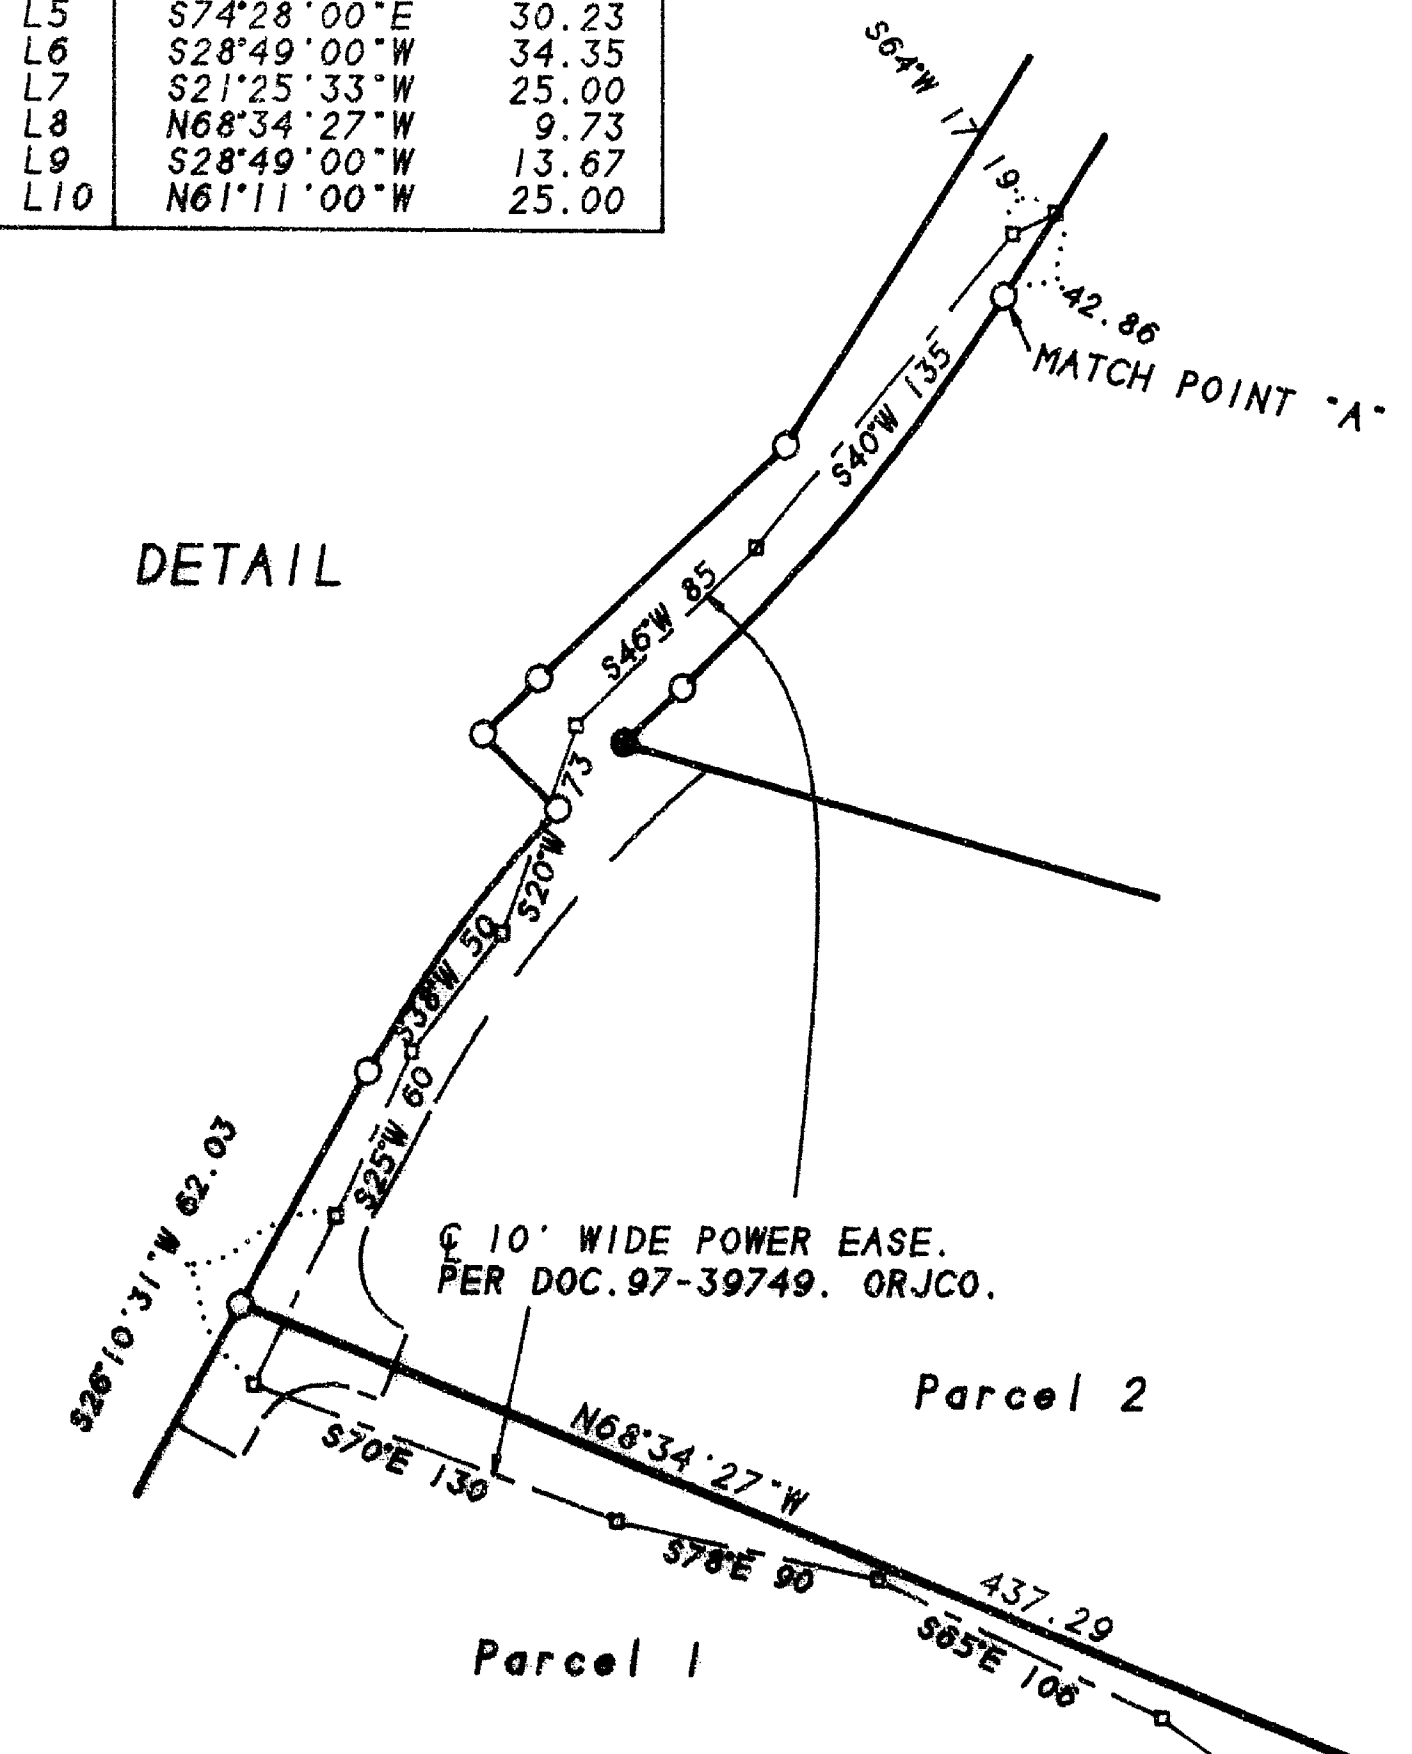 L5 S74°28'00"E 30.23
L6 S28°49'00"W 34.35
L7 S21°25'33"W 25.00
L8 N68°34'27"W 9.73
L9 S28°49'00"W 13.67
L10 N61°11'00"W 25.00
S64°W 17
19
42.86
MATCH POINT "A"
S40°W 135
DETAIL
S46°W 85
S20°W 73
S38°W 50
S25°W 60
S26°10'31"W 62.03
℄ 10' WIDE POWER EASE.
PER DOC.97-39749. ORJCO.
Parcel 2
N68°34'27"W 437.29
S70°E 130
S78°E 90
S65°E 106
Parcel 1